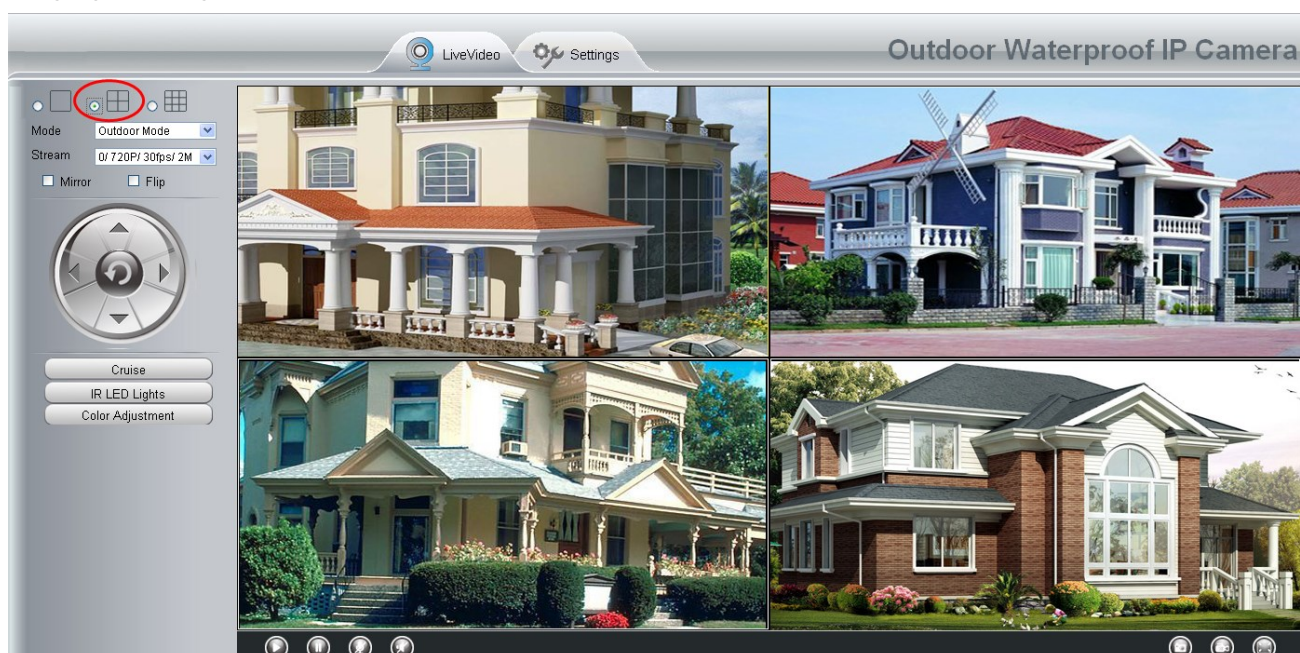 LiveVideo
Settings
Outdoor Waterproof IP Camera
Mode
Outdoor Mode
Stream
0/ 720P/ 30fps/ 2M
Mirror
Flip
Cruise
IR LED Lights
Color Adjustment